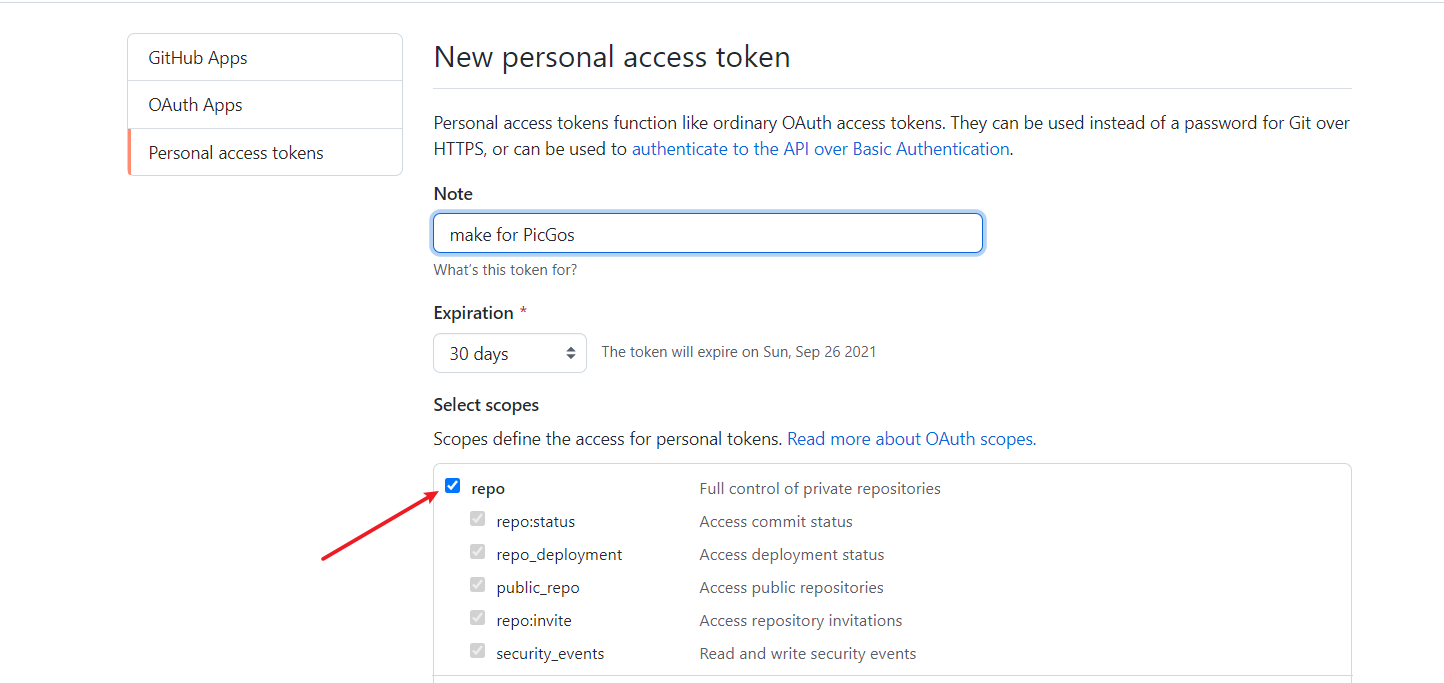 GitHub Apps
OAuth Apps
Personal access tokens
New personal access token
Personal access tokens function like ordinary OAuth access tokens. They can be used instead of a password for Git over
HTTPS, or can be used to authenticate to the API over Basic Authentication.
Note
make for PicGos
What's this token for?
Expiration *
30 days The token will expire on Sun, Sep 26 2021
Select scopes
Scopes define the access for personal tokens. Read more about OAuth scopes.
repo Full control of private repositories
repo:status Access commit status
repo_deployment Access deployment status
public_repo Access public repositories
repo:invite Access repository invitations
security_events Read and write security events